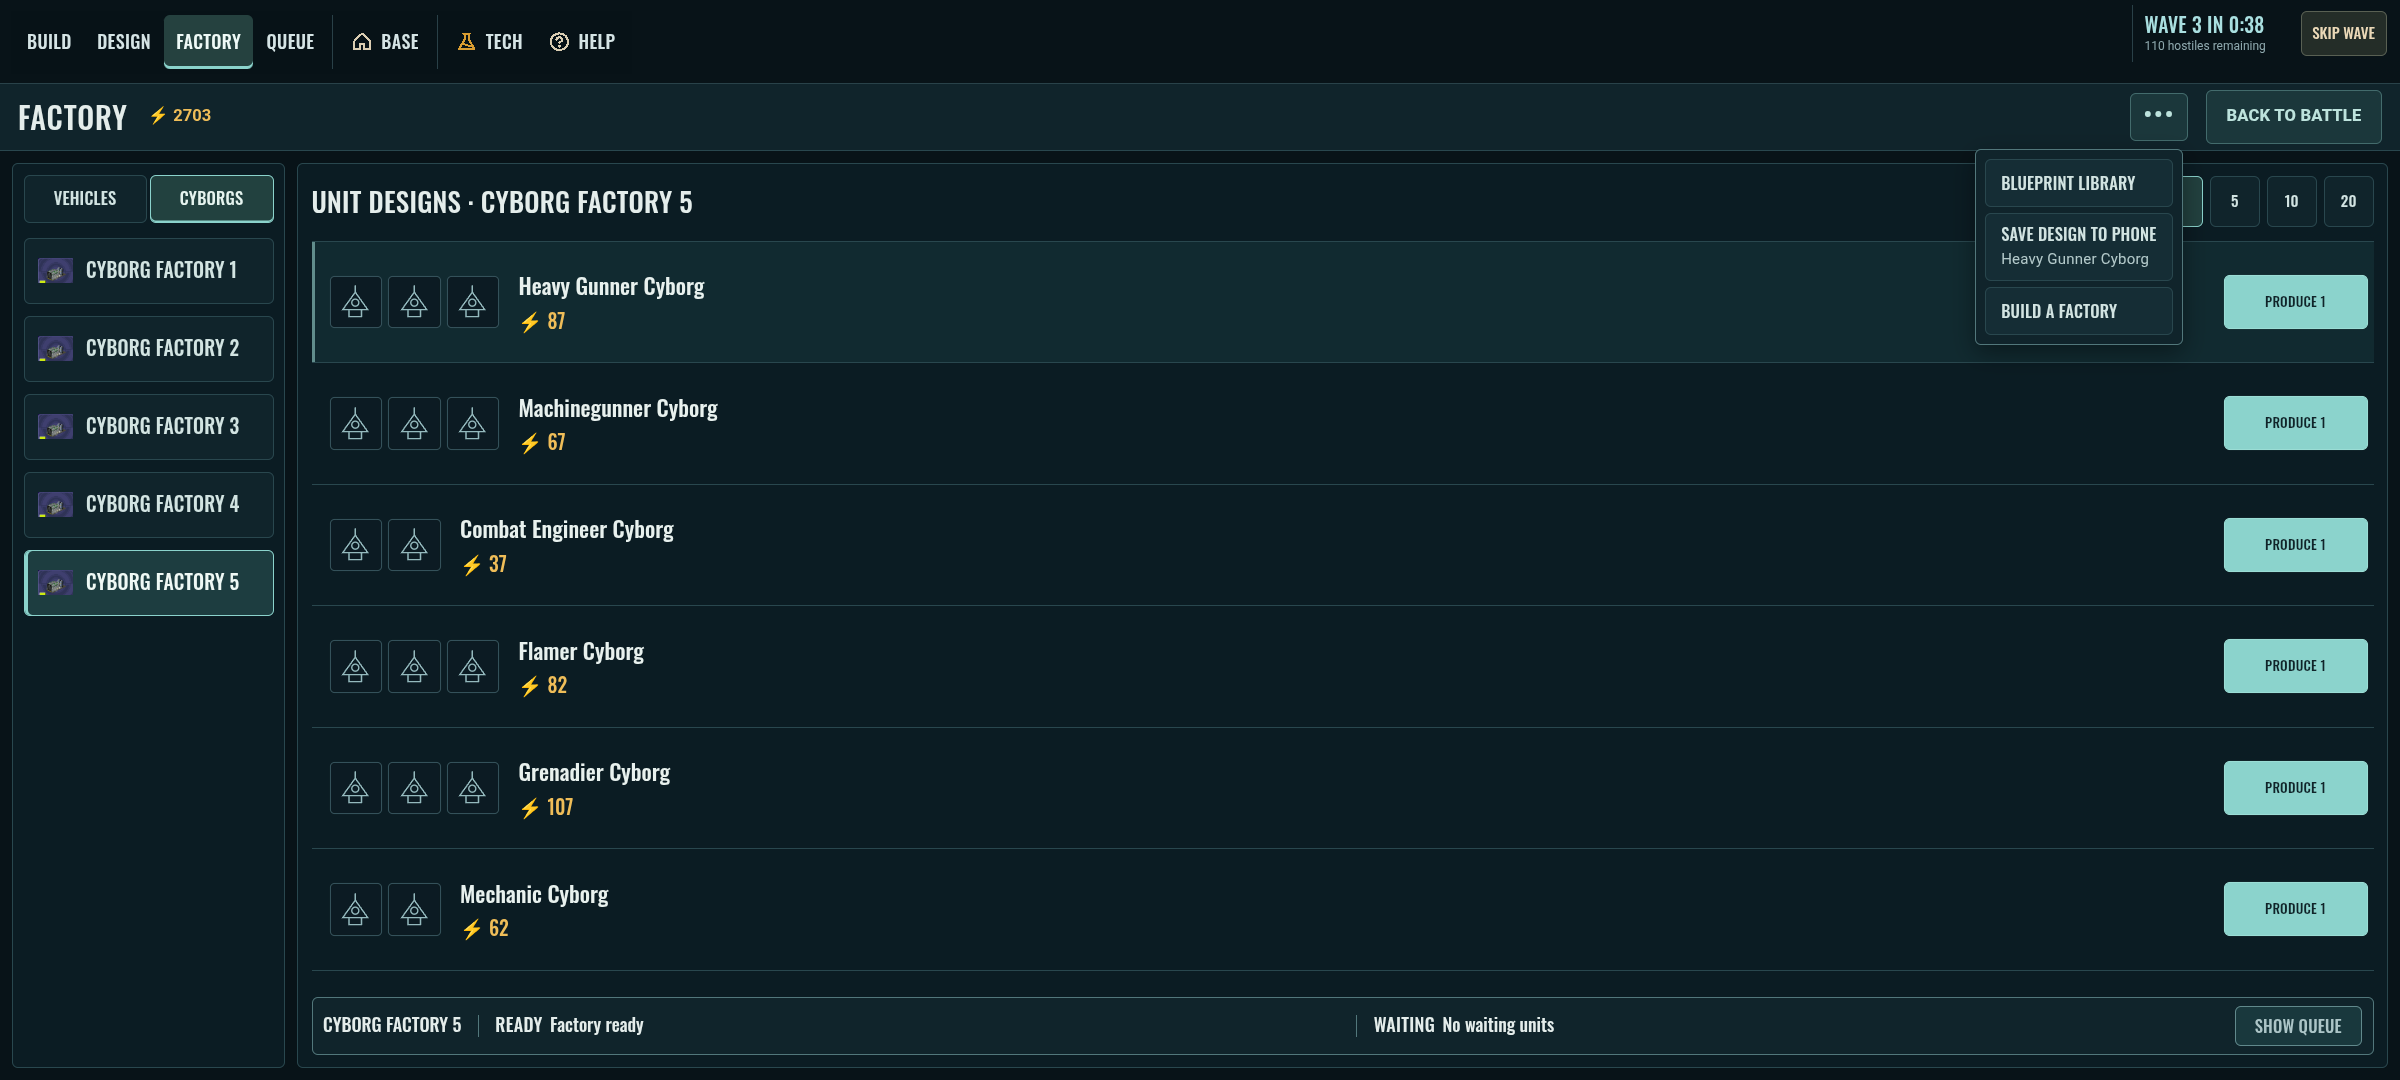 BUILD DESIGN FACTORY QUEUE BASE TECH HELP
WAVE 3 IN 0:38
110 hostiles remaining
SKIP WAVE
FACTORY 2703
BACK TO BATTLE
VEHICLES CYBORGS
CYBORG FACTORY 1
CYBORG FACTORY 2
CYBORG FACTORY 3
CYBORG FACTORY 4
CYBORG FACTORY 5
UNIT DESIGNS · CYBORG FACTORY 5
5 10 20
BLUEPRINT LIBRARY
SAVE DESIGN TO PHONE
Heavy Gunner Cyborg
BUILD A FACTORY
Heavy Gunner Cyborg
87
PRODUCE 1
Machinegunner Cyborg
67
PRODUCE 1
Combat Engineer Cyborg
37
PRODUCE 1
Flamer Cyborg
82
PRODUCE 1
Grenadier Cyborg
107
PRODUCE 1
Mechanic Cyborg
62
PRODUCE 1
CYBORG FACTORY 5 READY Factory ready WAITING No waiting units SHOW QUEUE